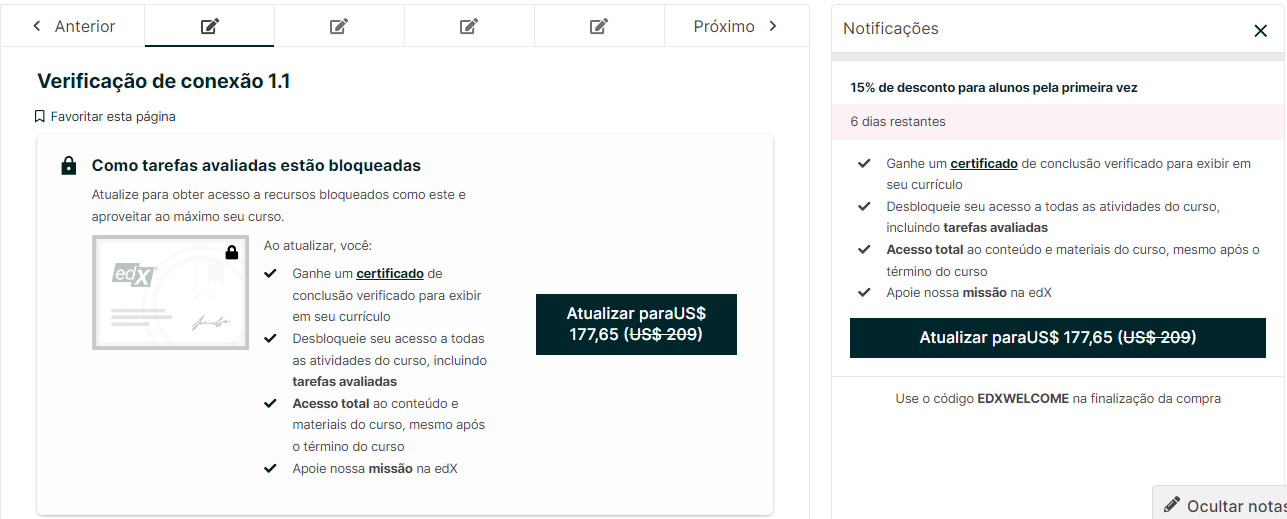 Anterior
Próximo
Verificação de conexão 1.1
Favoritar esta página
Como tarefas avaliadas estão bloqueadas
Atualize para obter acesso a recursos bloqueados como este e
aproveitar ao máximo seu curso.
edX
Ao atualizar, você:
Ganhe um certificado de
conclusão verificado para exibir
em seu currículo
Desbloqueie seu acesso a todas
as atividades do curso, incluindo
tarefas avaliadas
Acesso total ao conteúdo e
materiais do curso, mesmo após
o término do curso
Apoie nossa missão na edX
Atualizar paraUS$
177,65 (US$ 209)
Notificações
15% de desconto para alunos pela primeira vez
6 dias restantes
Ganhe um certificado de conclusão verificado para exibir em
seu currículo
Desbloqueie seu acesso a todas as atividades do curso,
incluindo tarefas avaliadas
Acesso total ao conteúdo e materiais do curso, mesmo após o
término do curso
Apoie nossa missão na edX
Atualizar paraUS$ 177,65 (US$ 209)
Use o código EDXWELCOME na finalização da compra
Ocultar notas